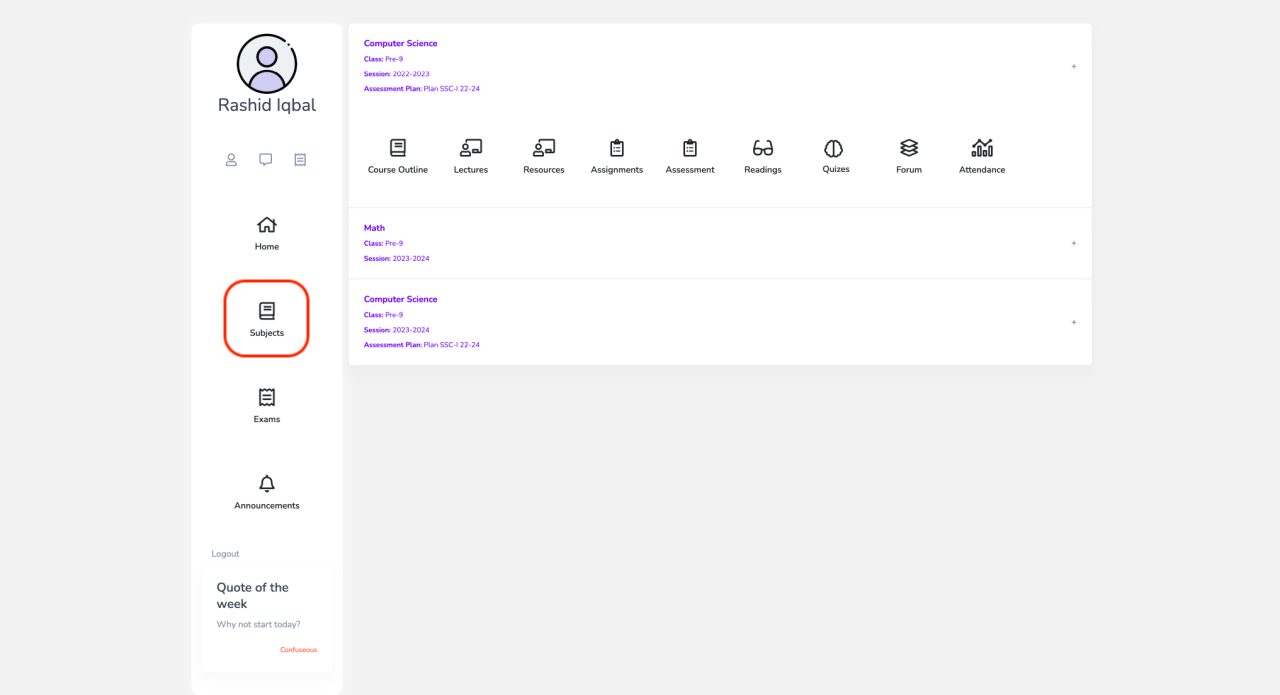 Rashid Iqbal
Home
Subjects
Exams
Announcements
Logout
Quote of the
week
Why not start today?
Confuseous
Computer Science
Class: Pre-9
Session: 2022-2023
Assessment Plan: Plan SSC-I 22-24
+
Course Outline
Lectures
Resources
Assignments
Assessment
Readings
Quizes
Forum
Attendance
Math
Class: Pre-9
Session: 2023-2024
+
Computer Science
Class: Pre-9
Session: 2023-2024
Assessment Plan: Plan SSC-I 22-24
+